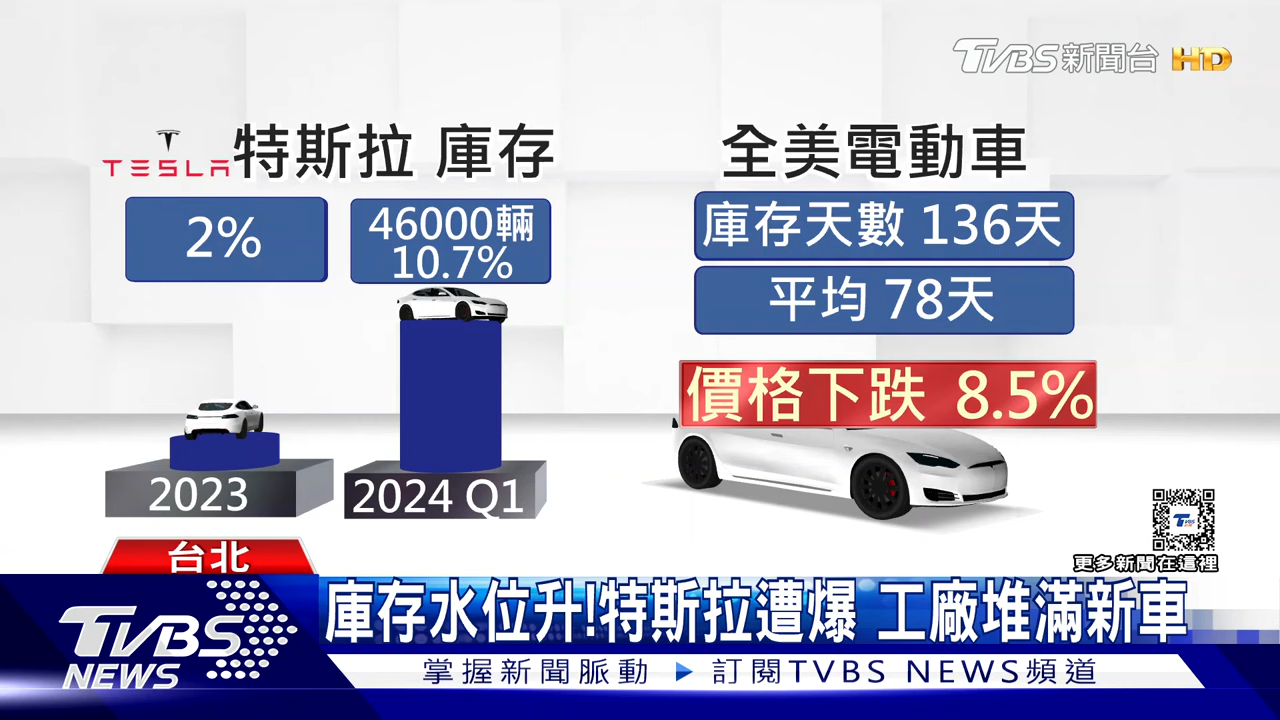 TVBS新聞台 HD
TESLA 特斯拉 庫存
2%
46000輛
10.7%
2023
2024 Q1
全美電動車
庫存天數 136天
平均 78天
價格下跌 8.5%
TVBS
更多新聞在這裡
台北
庫存水位升!特斯拉遭爆 工廠堆滿新車
TVBS
NEWS
掌握新聞脈動 ▶ 訂閱TVBS NEWS頻道